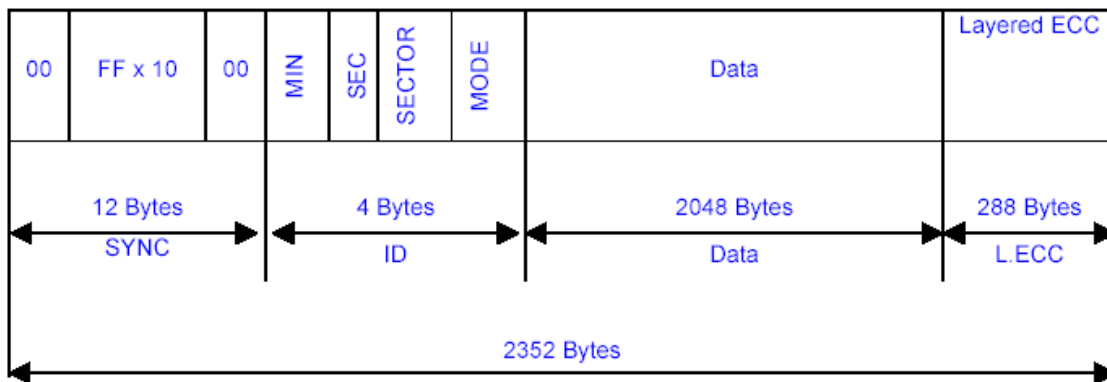 Layered ECC
00 FF x 10 00 MIN SEC SECTOR MODE Data
12 Bytes 4 Bytes 2048 Bytes 288 Bytes
SYNC ID Data L.ECC
2352 Bytes